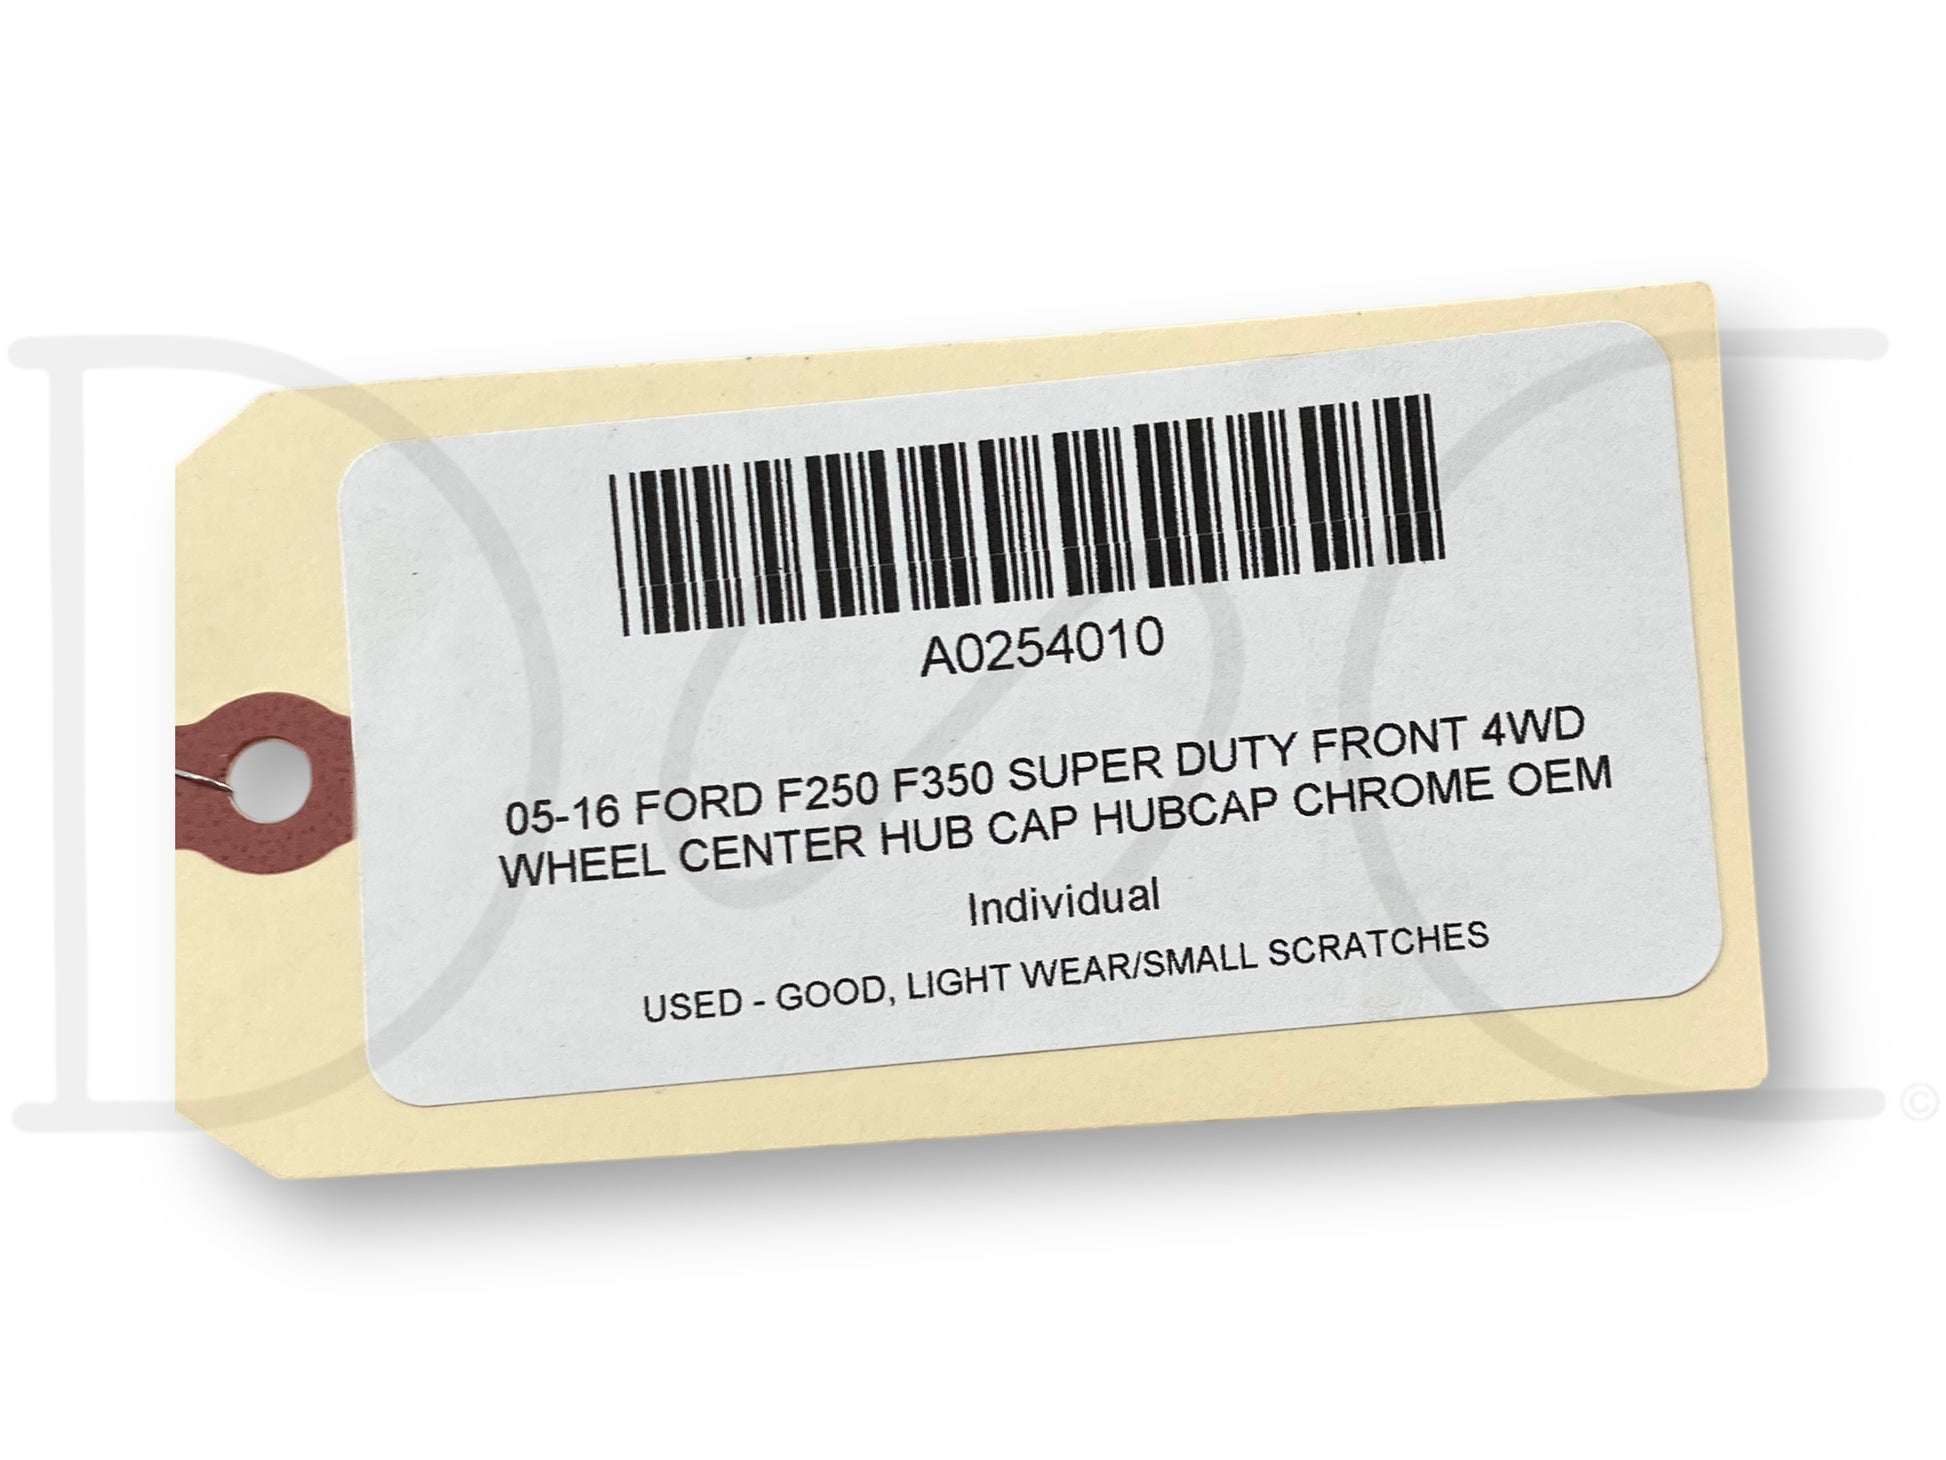 A0254010
05-16 FORD F250 F350 SUPER DUTY FRONT 4WD
WHEEL CENTER HUB CAP HUBCAP CHROME OEM
Individual
USED - GOOD, LIGHT WEAR/SMALL SCRATCHES
©